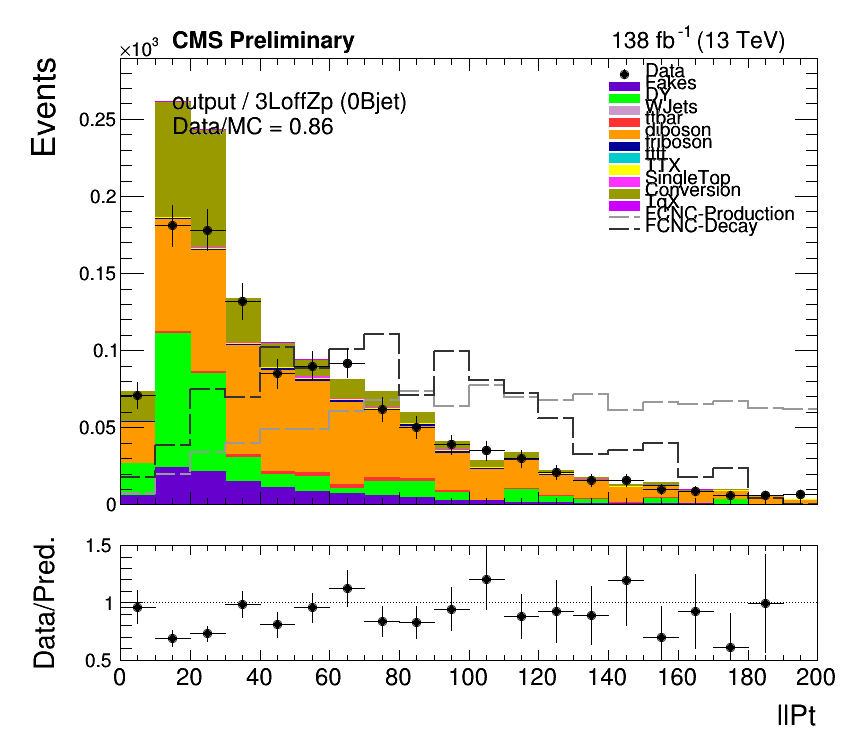 ×10³
CMS Preliminary
138 fb⁻¹ (13 TeV)
Events
output / 3LoffZp (0Bjet)
Data/MC = 0.86
Data
Fakes
DY
WJets
ttbar
diboson
triboson
tttt
TTX
SingleTop
Conversion
TqX
FCNC-Production
FCNC-Decay
0.25
0.2
0.15
0.1
0.05
0
Data/Pred.
1.5
1
0.5
0 20 40 60 80 100 120 140 160 180 200
llPt